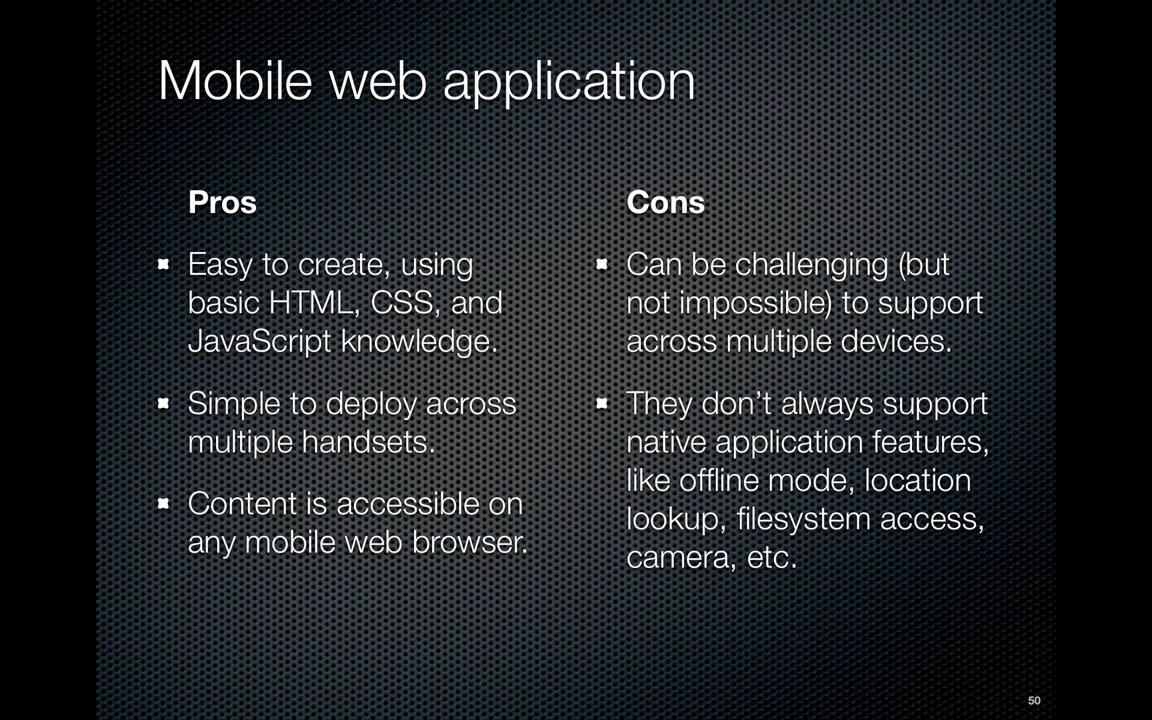 Mobile web application
Pros
Easy to create, using
basic HTML, CSS, and
JavaScript knowledge.
Simple to deploy across
multiple handsets.
Content is accessible on
any mobile web browser.
Cons
Can be challenging (but
not impossible) to support
across multiple devices.
They don’t always support
native application features,
like offline mode, location
lookup, filesystem access,
camera, etc.
50